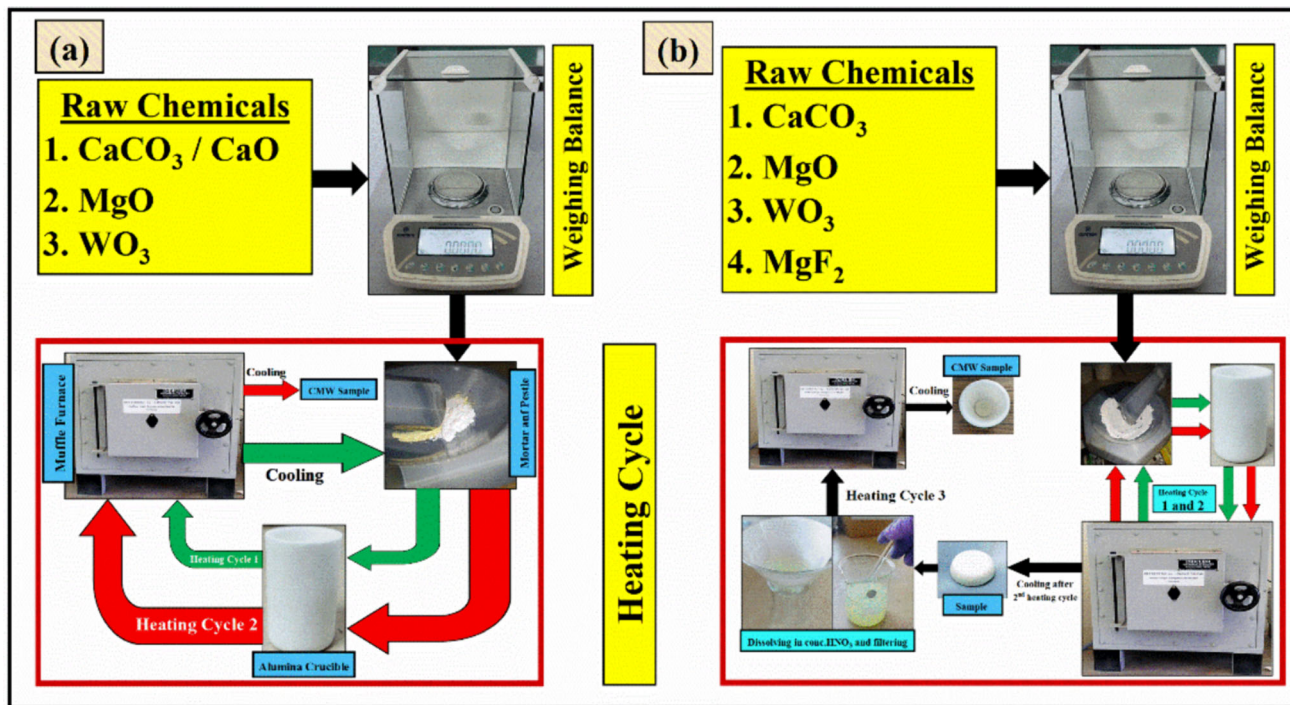 (a)
Raw Chemicals
1. CaCO₃ / CaO
2. MgO
3. WO₃
Weighing Balance
Muffle Furnace
Cooling
CMW Sample
Mortar anf Pestle
Cooling
Heating Cycle 1
Heating Cycle 2
Alumina Crucible
Heating Cycle
(b)
Raw Chemicals
1. CaCO₃
2. MgO
3. WO₃
4. MgF₂
Weighing Balance
CMW Sample
Cooling
Heating Cycle
1 and 2
Heating Cycle 3
Cooling after
2ⁿᵈ heating cycle
Sample
Dissolving in conc.HNO₃ and filtering